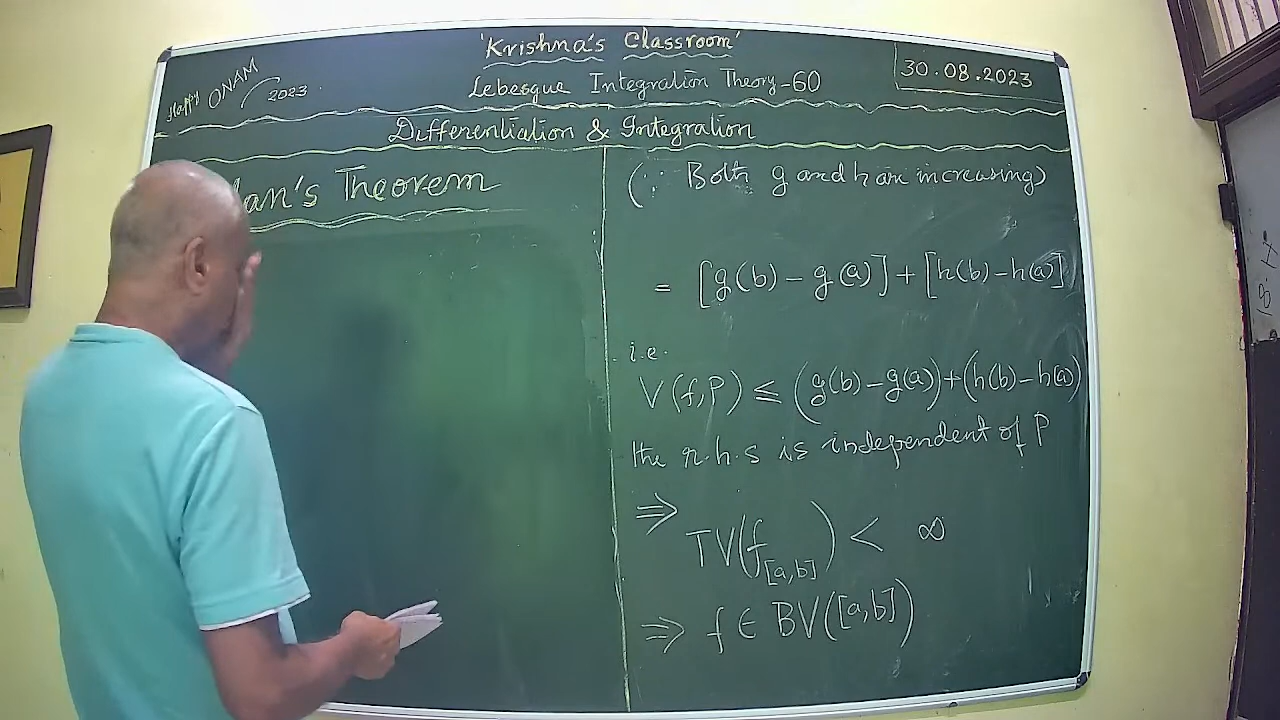 'Krishna's Classroom'
Happy ONAM 2023
Lebesgue Integration Theory-60
30.08.2023
Differentiation & Integration
dan's Theorem
(∵ Both g and h are increasing)
= [g(b) - g(a)] + [h(b) - h(a)]
i.e.
V(f,P) ≤ (g(b) - g(a)) + (h(b) - h(a))
the r.h.s is independent of P
⇒
TV(f[a,b]) < ∞
⇒ f ∈ BV([a,b])